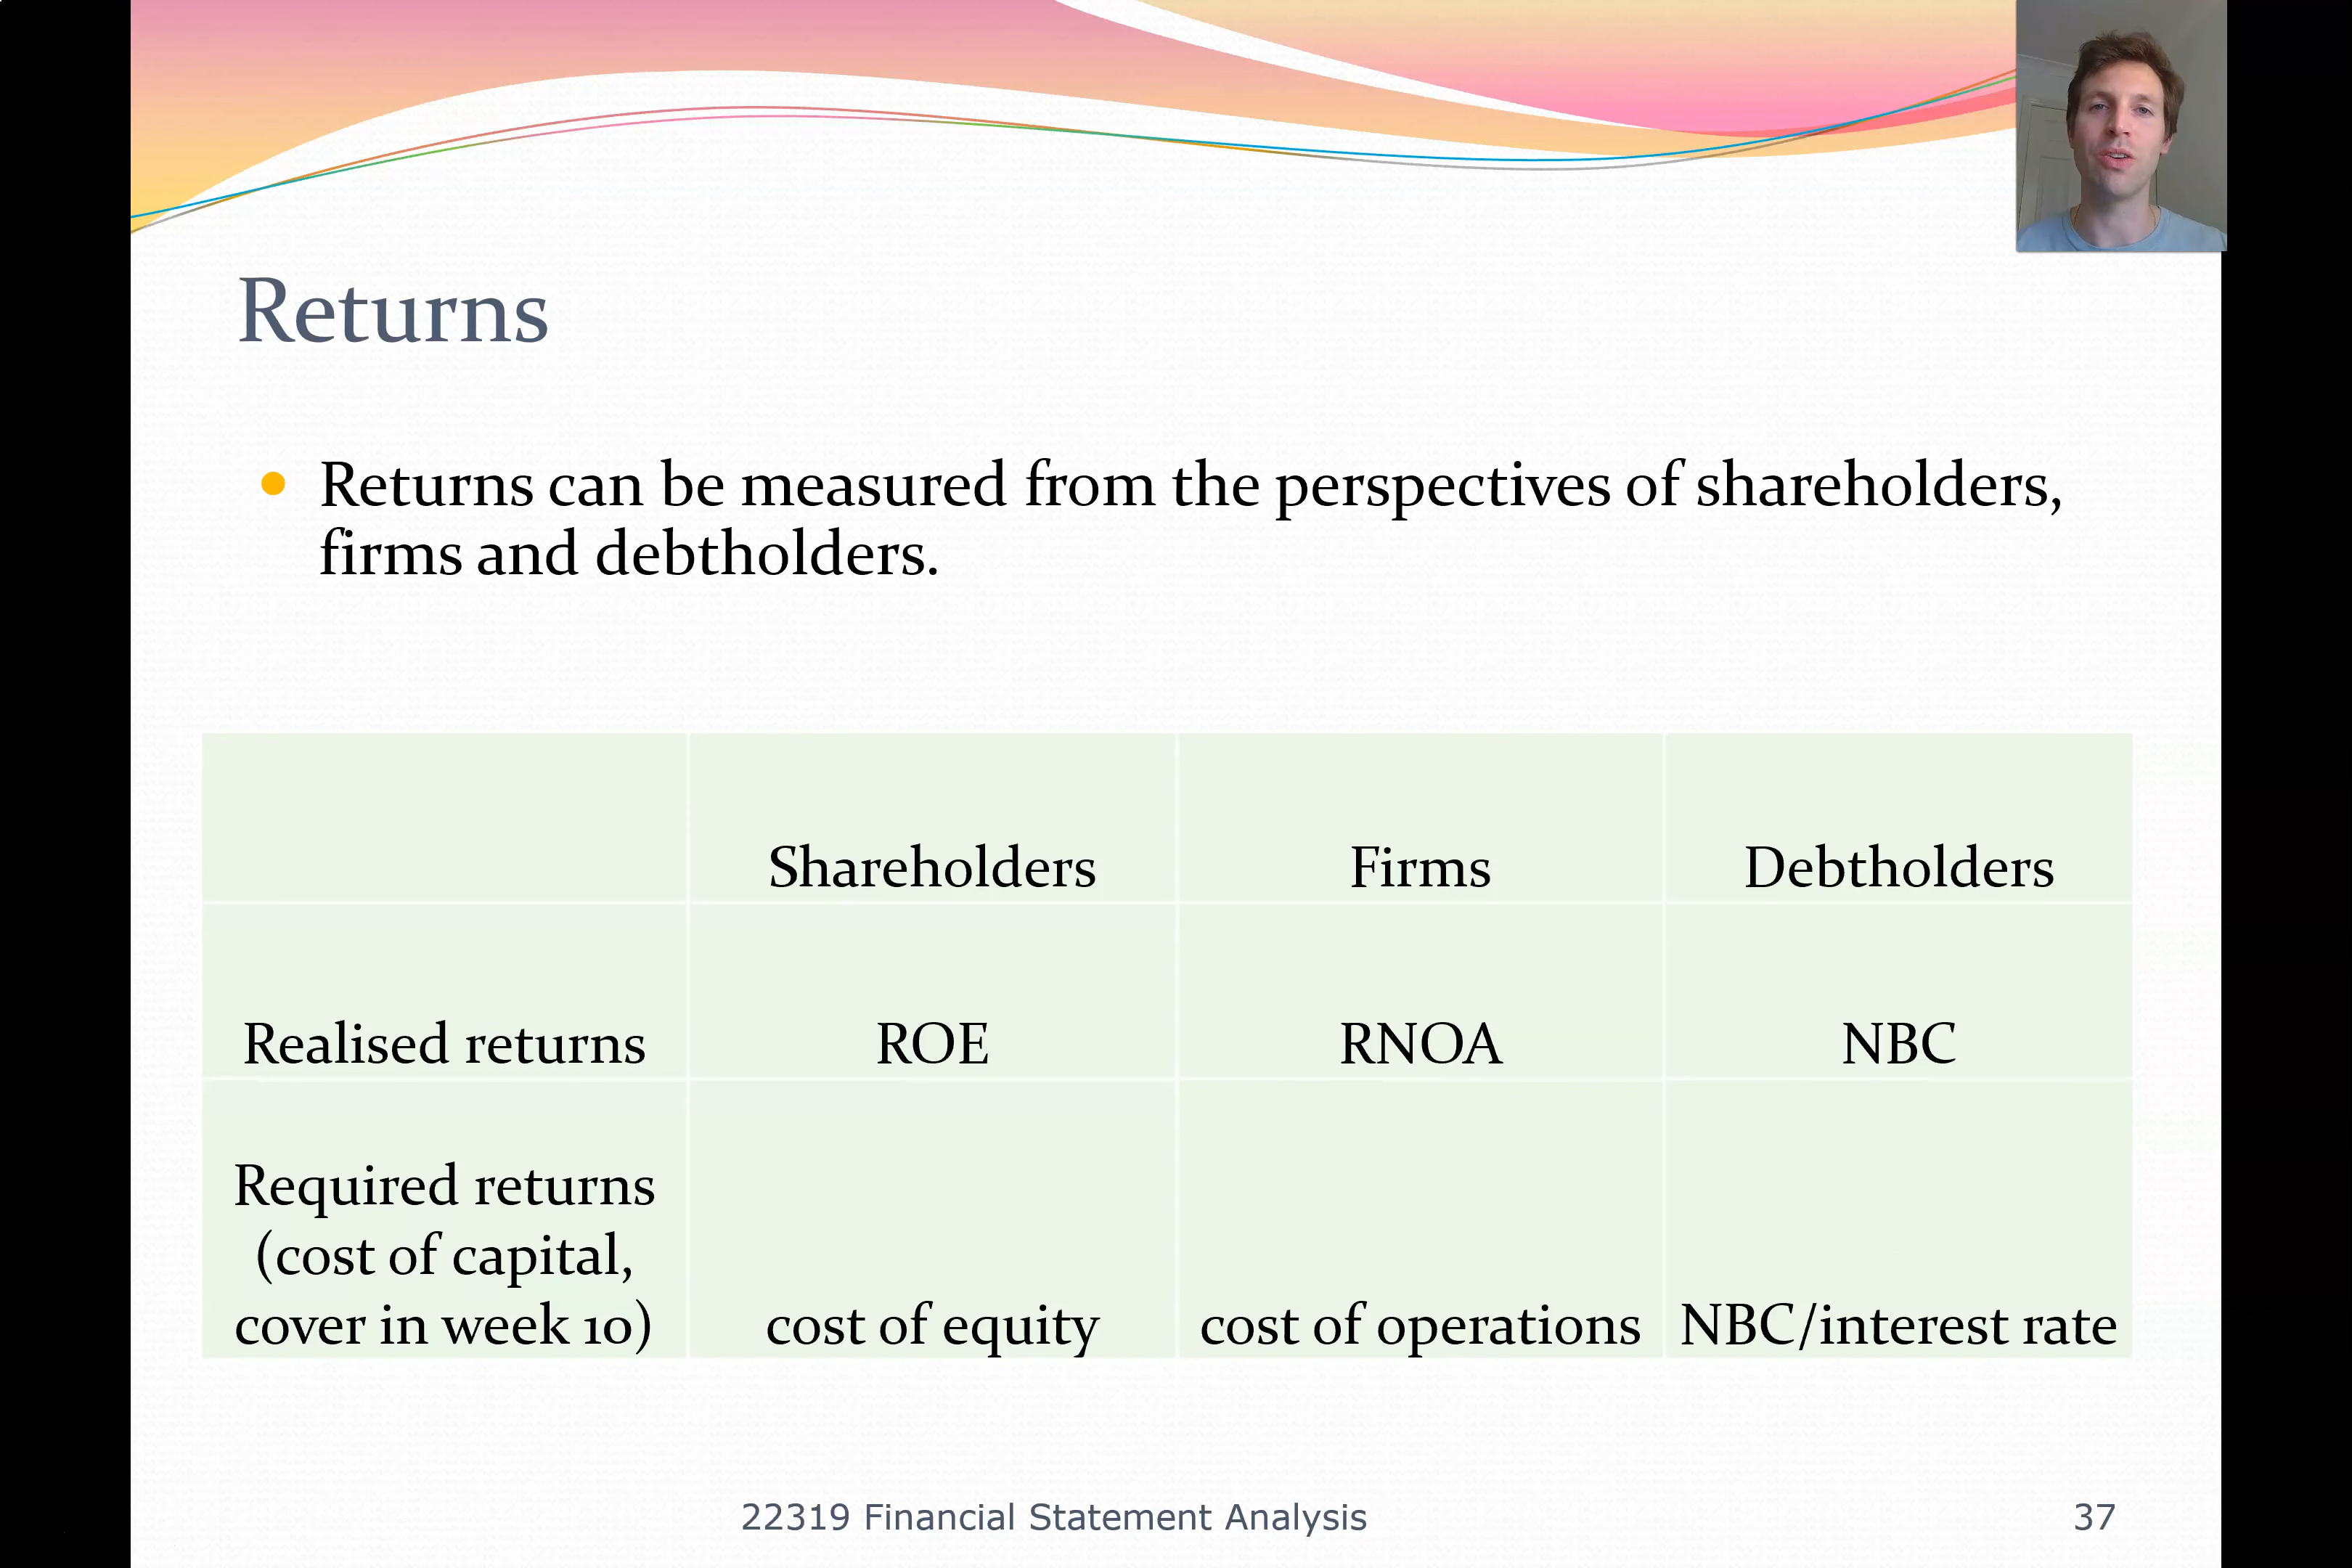 Returns
Returns can be measured from the perspectives of shareholders,
firms and debtholders.
Shareholders Firms Debtholders
Realised returns ROE RNOA NBC
Required returns
(cost of capital,
cover in week 10) cost of equity cost of operations NBC/interest rate
22319 Financial Statement Analysis 37